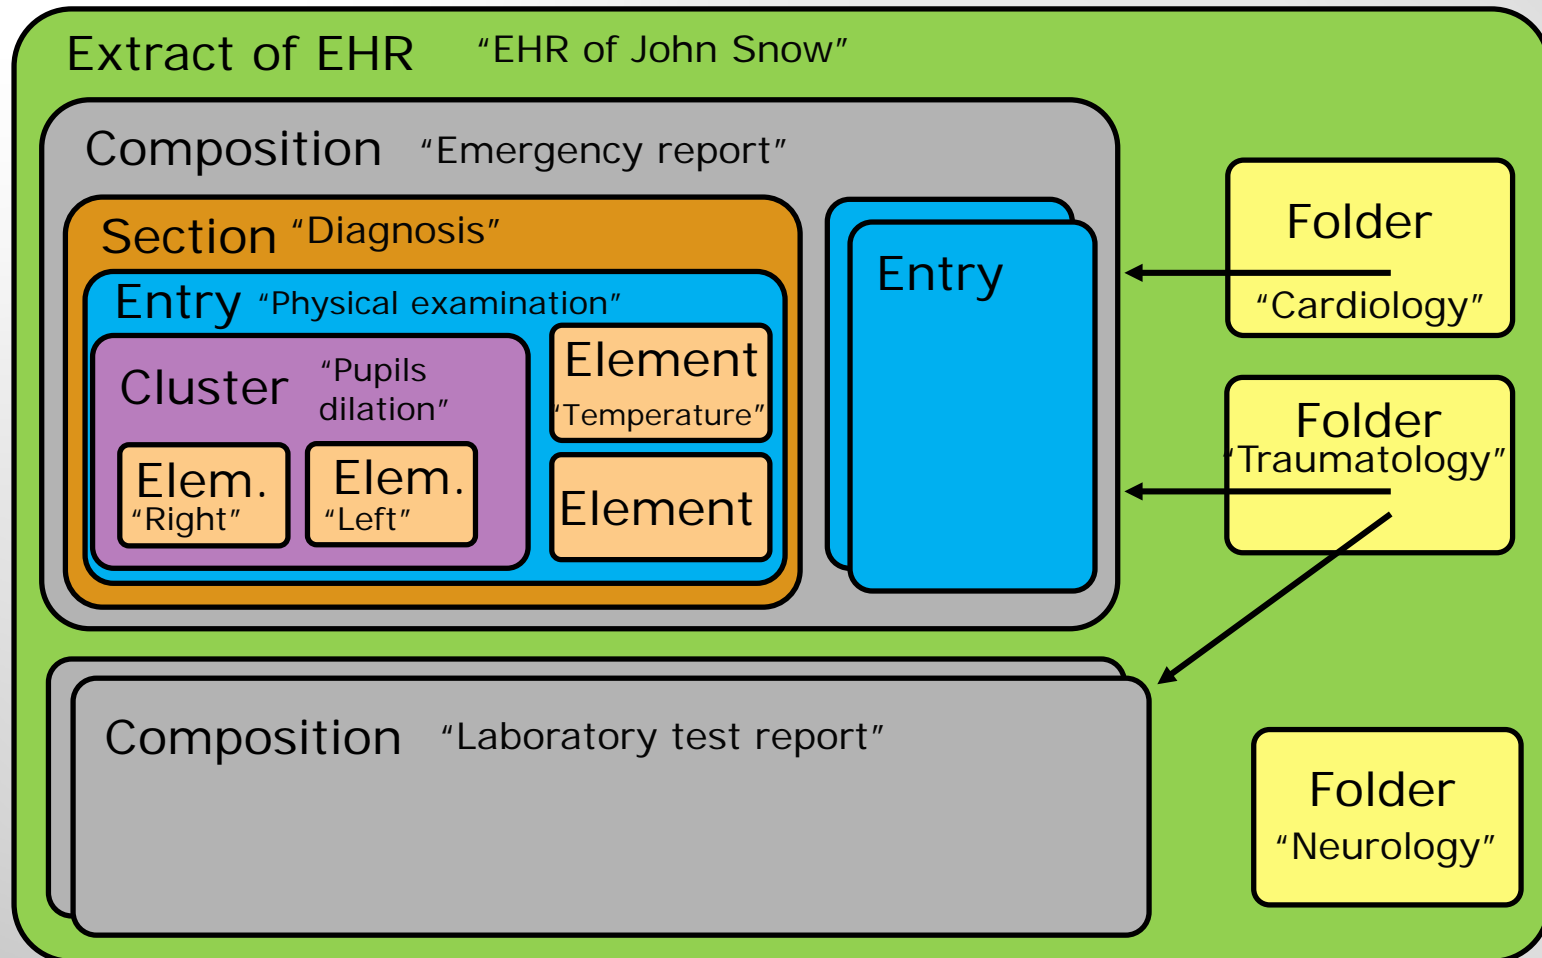 Extract of EHR "EHR of John Snow"
Composition "Emergency report"
Section "Diagnosis"
Entry "Physical examination"
Cluster "Pupils
dilation"
Elem.
"Right"
Elem.
"Left"
Element
"Temperature"
Element
Entry
Folder
"Cardiology"
Folder
"Traumatology"
Composition "Laboratory test report"
Folder
"Neurology"